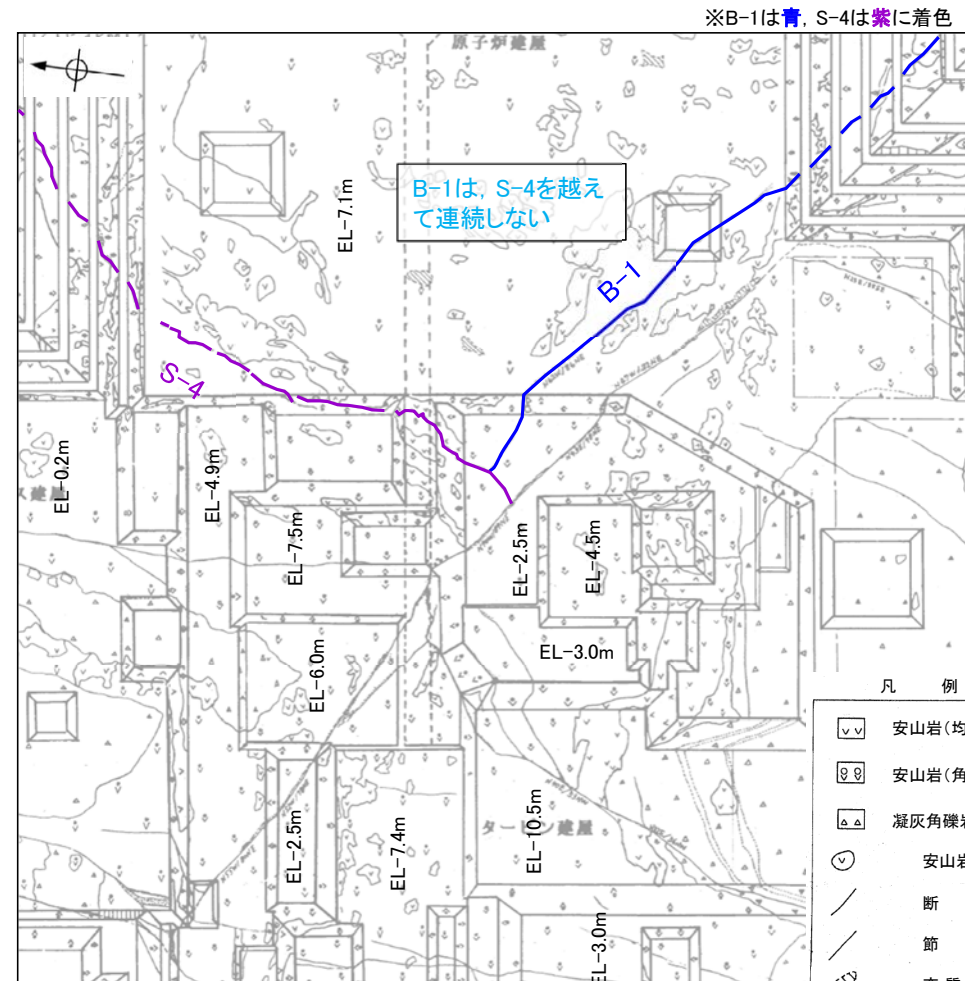 ※B-1は青, S-4は紫に着色
原子炉建屋
B-1は, S-4を越え
て連続しない
EL-7.1m
B-1
S-4
EL-0.2m
EL-4.9m
EL-7.5m
EL-2.5m
EL-4.5m
EL-3.0m
EL-6.0m
凡 例
安山岩(均
安山岩(角
凝灰角礫岩
安山岩
断
節
EL-2.5m
EL-7.4m
タービン建屋
EL-10.5m
EL-3.0m